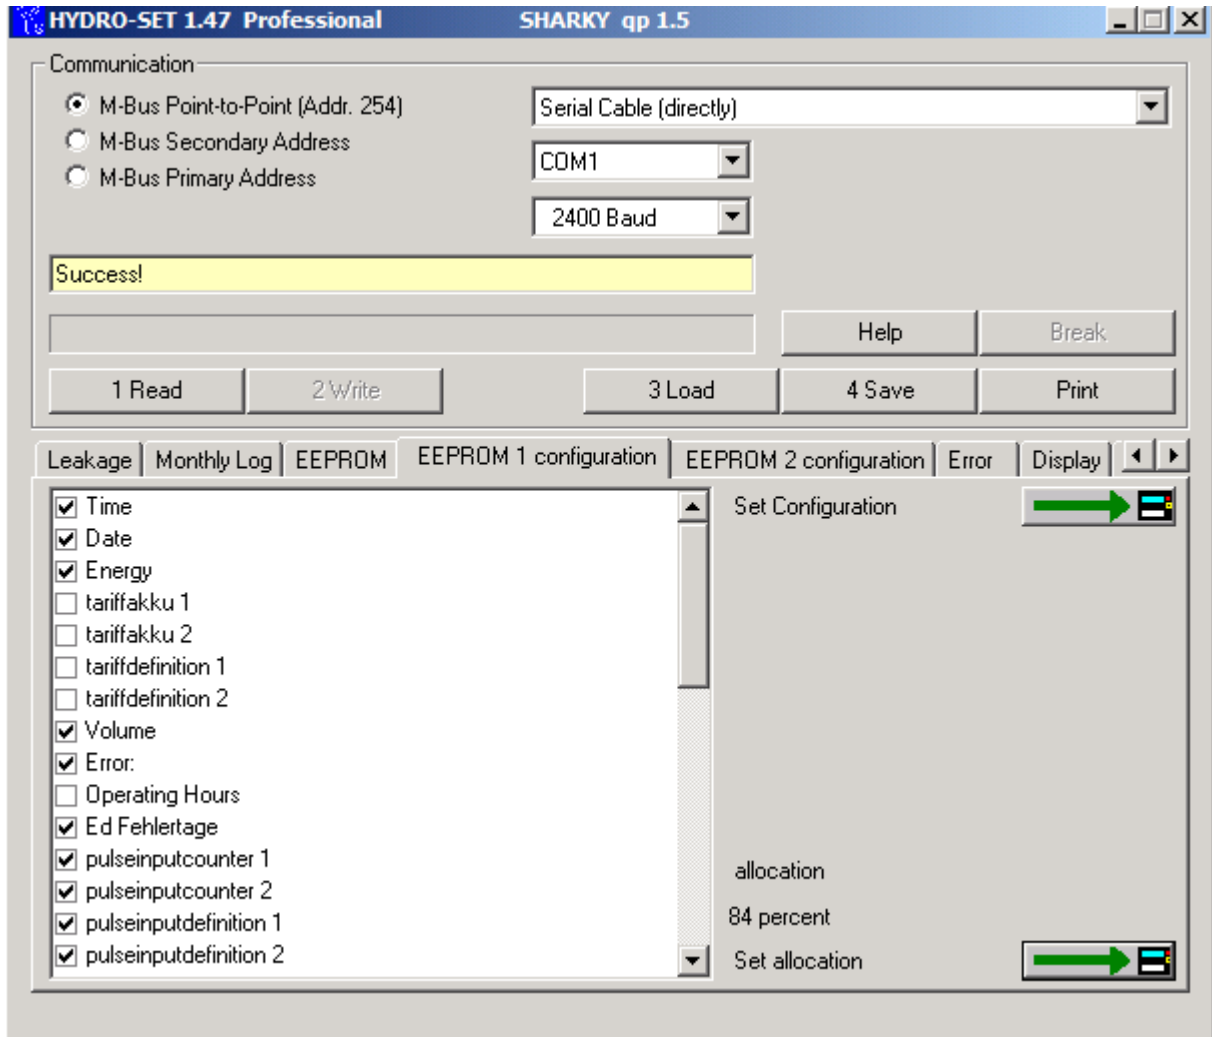 HYDRO-SET 1.47 Professional SHARKY qp 1.5
Communication
M-Bus Point-to-Point (Addr. 254)
Serial Cable (directly)
M-Bus Secondary Address
COM1
M-Bus Primary Address
2400 Baud
Success!
Help
Break
1 Read
2 Write
3 Load
4 Save
Print
Leakage
Monthly Log
EEPROM
EEPROM 1 configuration
EEPROM 2 configuration
Error
Display
Time
Date
Energy
tariffakku 1
tariffakku 2
tariffdefinition 1
tariffdefinition 2
Volume
Error:
Operating Hours
Ed Fehlertage
pulseinputcounter 1
pulseinputcounter 2
pulseinputdefinition 1
pulseinputdefinition 2
Set Configuration
allocation
84 percent
Set allocation